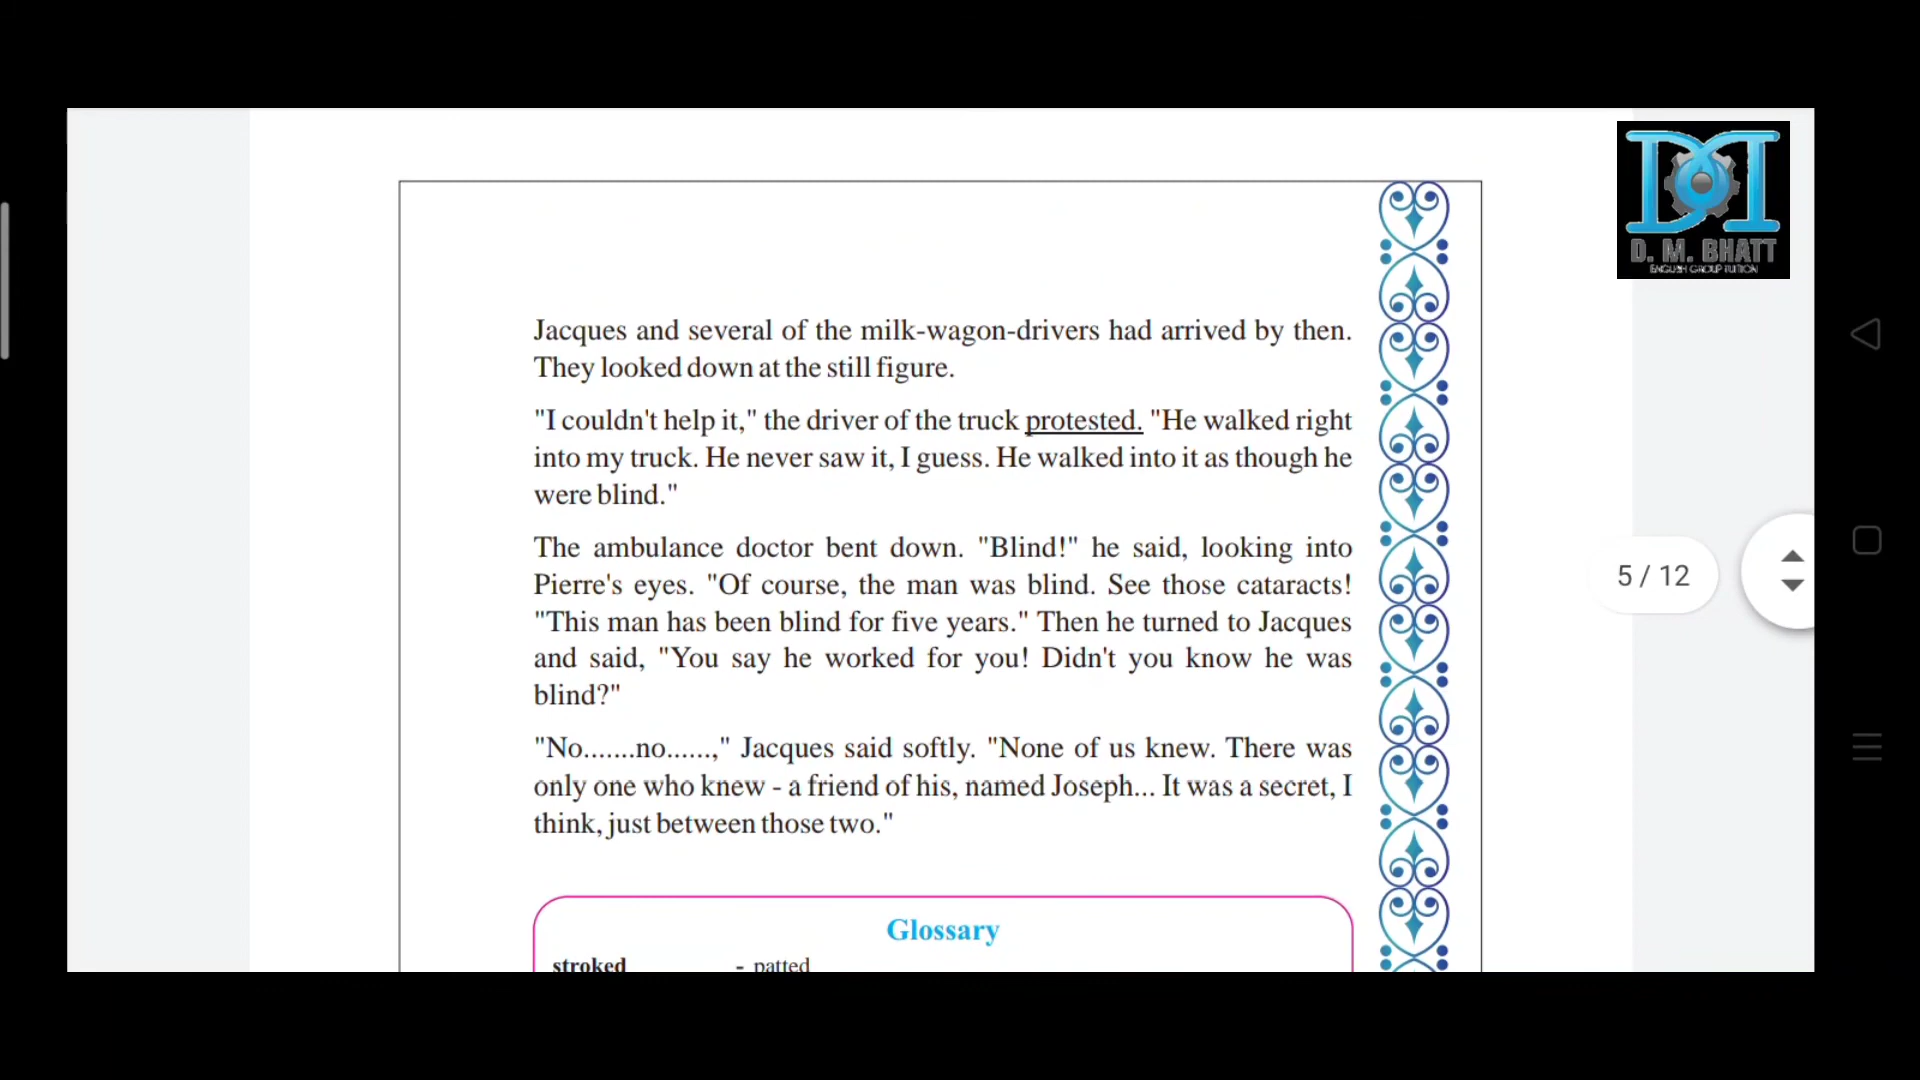 D. M. BHATT
ENGLISH GROUP TUITION
Jacques and several of the milk-wagon-drivers had arrived by then.
They looked down at the still figure.
"I couldn't help it," the driver of the truck protested. "He walked right
into my truck. He never saw it, I guess. He walked into it as though he
were blind."
The ambulance doctor bent down. "Blind!" he said, looking into
Pierre's eyes. "Of course, the man was blind. See those cataracts!
"This man has been blind for five years." Then he turned to Jacques
and said, "You say he worked for you! Didn't you know he was
blind?"
"No.......no......," Jacques said softly. "None of us knew. There was
only one who knew - a friend of his, named Joseph... It was a secret, I
think, just between those two."
5 / 12
Glossary
stroked - patted